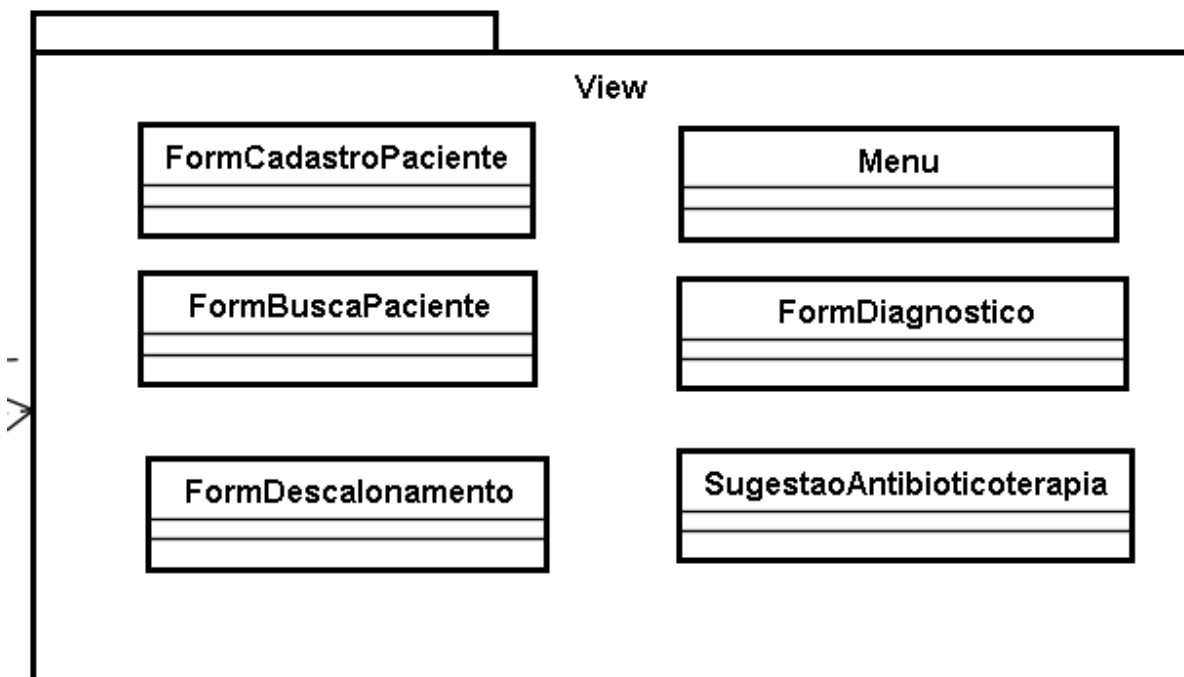 View
FormCadastroPaciente
Menu
FormBuscaPaciente
FormDiagnostico
FormDescalonamento
SugestaoAntibioticoterapia